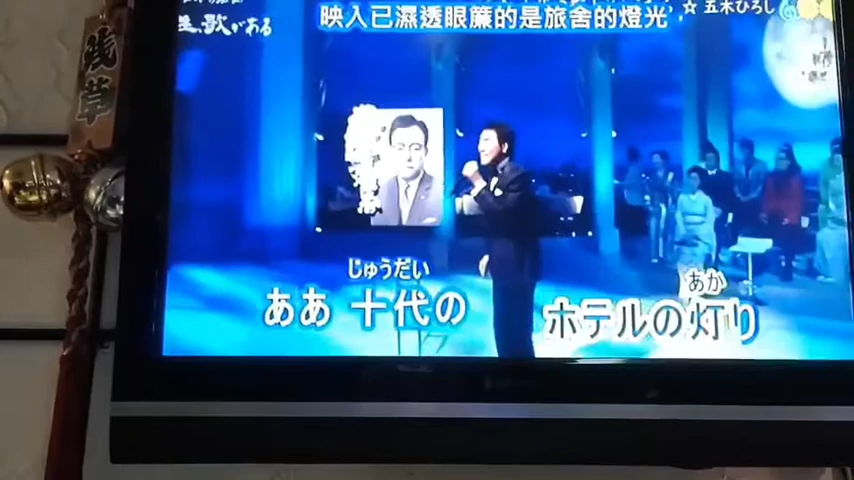 歌がある
映入已濕透眼簾的是旅舍的燈光
☆ 五木ひろし
浅草
じゅうだい
ああ 十代の
あか
ホテルの灯り